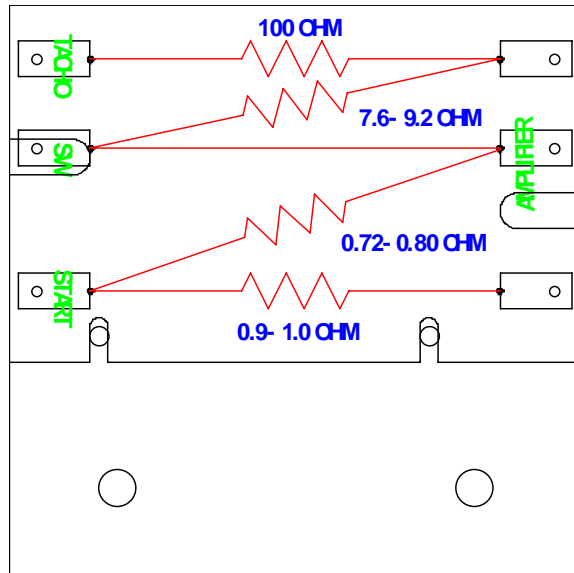 100 OHM
TACHO
7.6- 9.2 OHM
SW
AMPLIFIER
0.72- 0.80 OHM
START
0.9- 1.0 OHM